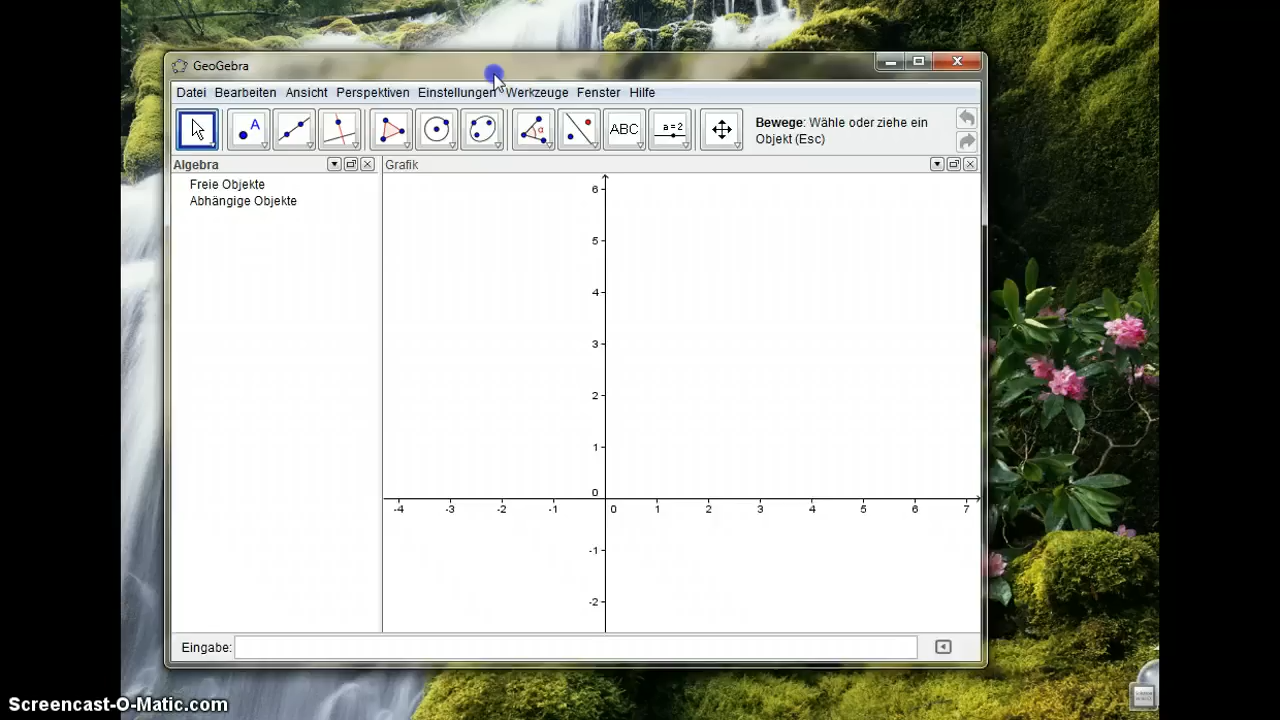 GeoGebra
Datei Bearbeiten Ansicht Perspektiven Einstellungen Werkzeuge Fenster Hilfe
A α ABC a=2
Bewege: Wähle oder ziehe ein
Objekt (Esc)
Algebra
Grafik
Freie Objekte
Abhängige Objekte
6
5
4
3
2
1
0
-4 -3 -2 -1 0 1 2 3 4 5 6 7
-1
-2
Eingabe:
Screencast-O-Matic.com